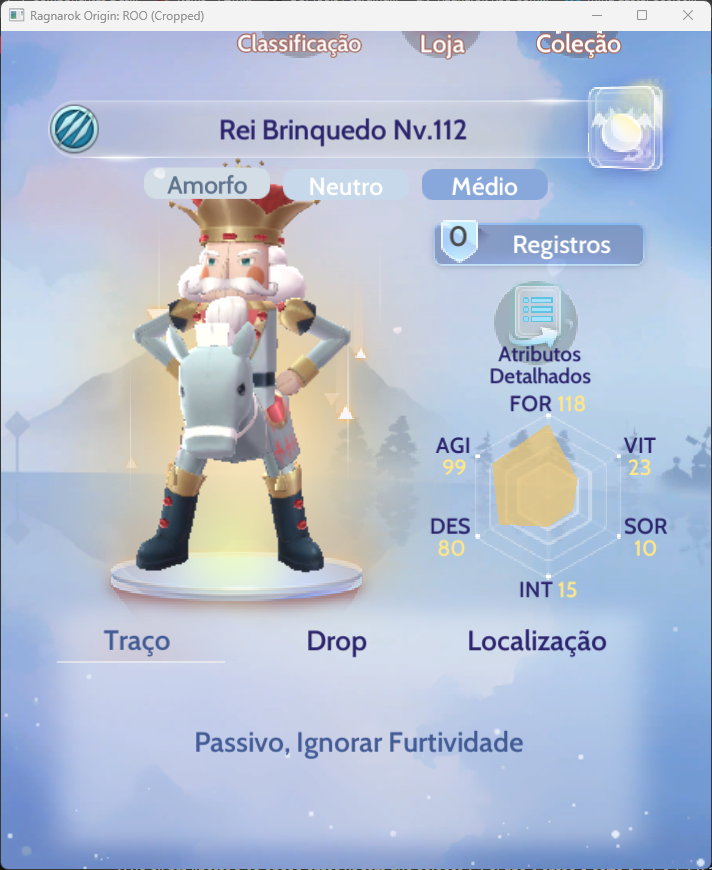 Ragnarok Origin: ROO (Cropped)
Classificação
Loja
Coleção
Rei Brinquedo Nv.112
Amorfo
Neutro
Médio
0
Registros
Atributos
Detalhados
FOR 118
AGI
99
VIT
23
DES
80
SOR
10
INT 15
Traço
Drop
Localização
Passivo, Ignorar Furtividade